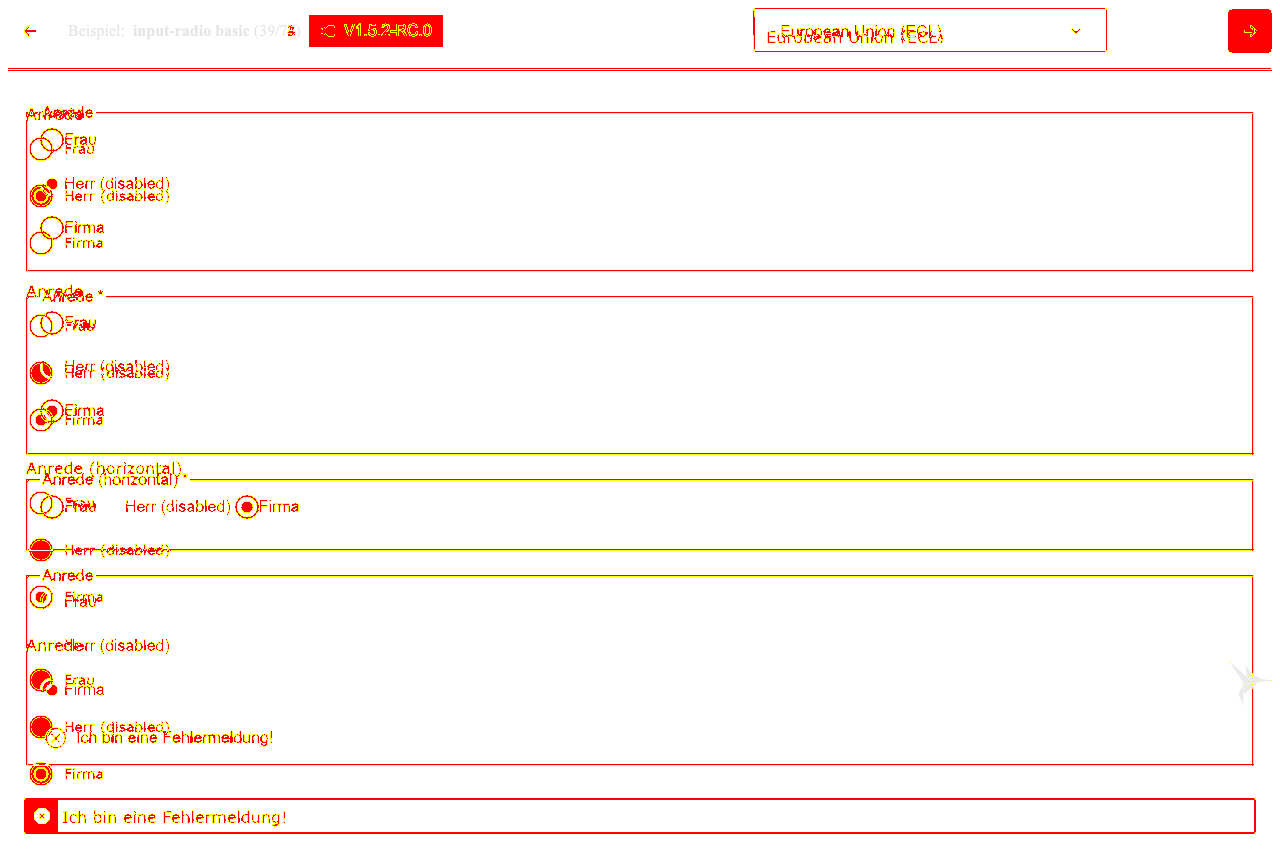 Beispiel: input-radio basic (39/7
V1.5.2-RC.0
European Union (ECL)
European Union (ECL)
Anrede
Anrede
Frau
Frau
Herr (disabled)
Herr (disabled)
Firma
Firma
Anrede
Anrede *
Frau
Frau
Herr (disabled)
Herr (disabled)
Firma
Firma
Anrede (horizontal)
Anrede (horizontal) *
Frau
Frau Herr (disabled) Firma
Herr (disabled)
Anrede
Firma
Frau
Anrede
Herr (disabled)
Frau
Firma
Herr (disabled)
Ich bin eine Fehlermeldung!
Firma
Ich bin eine Fehlermeldung!